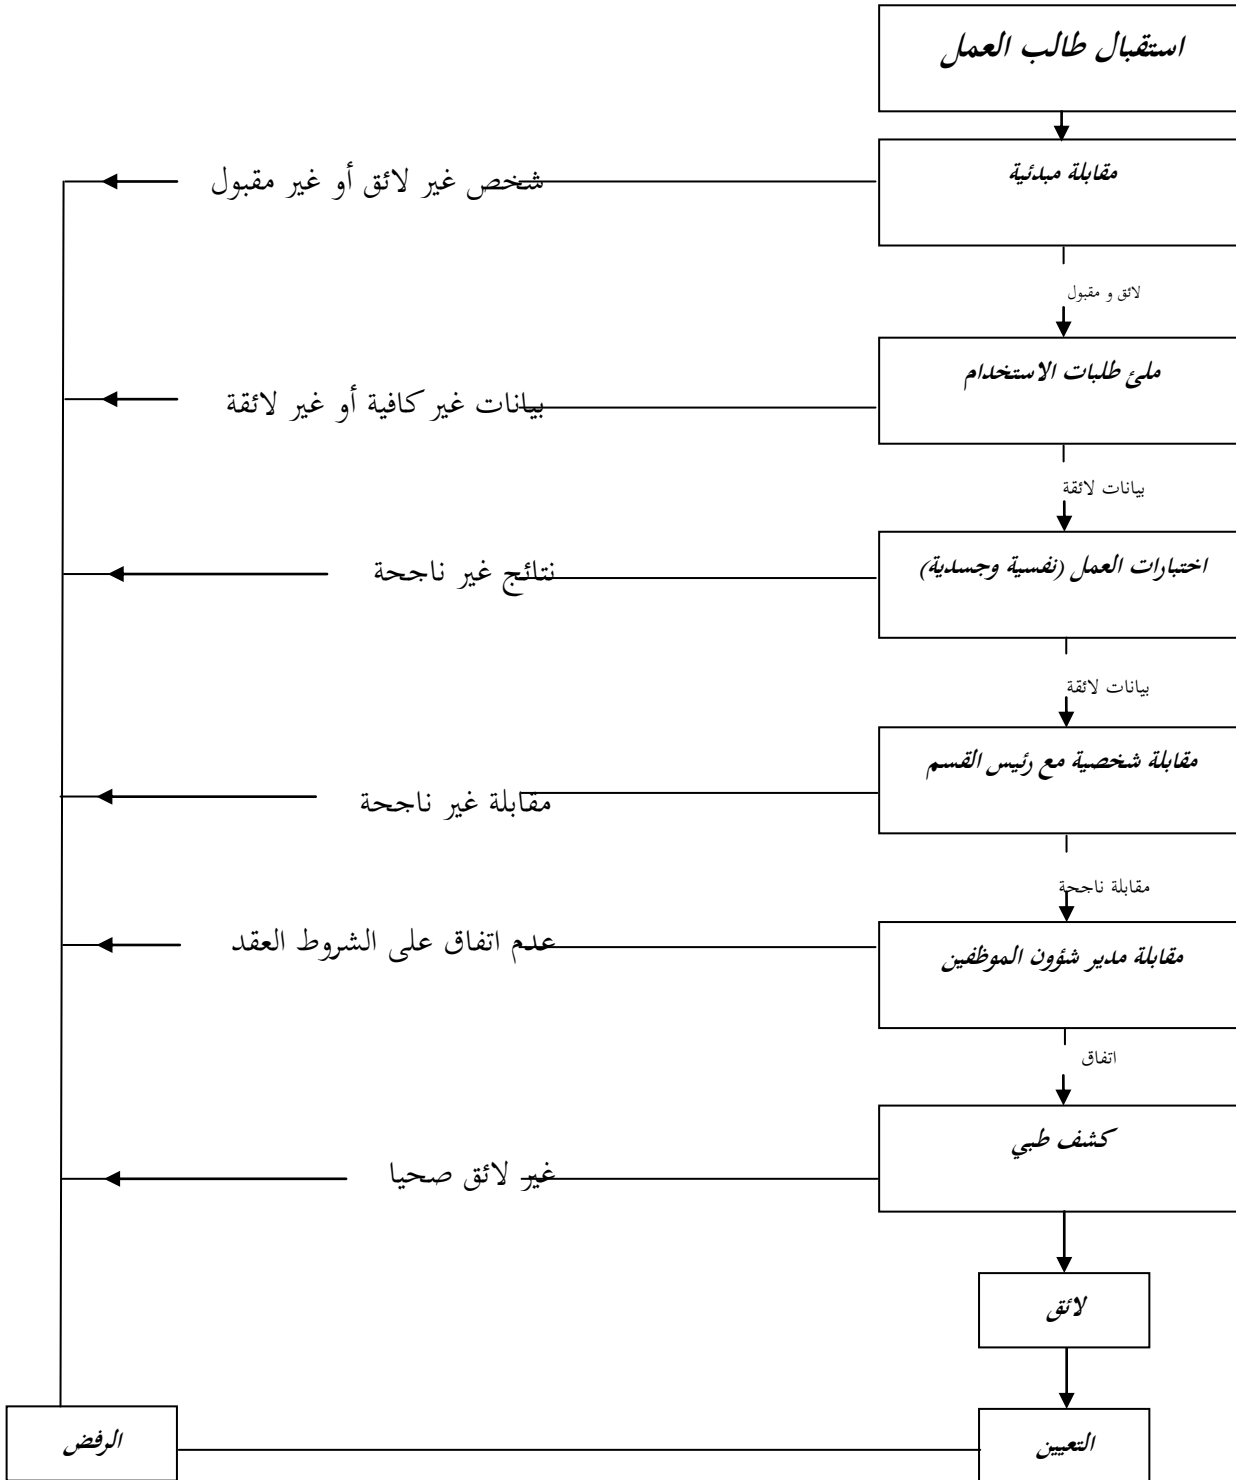 استقبال طالب العمل
مقابلة مبدئية
شخص غير لائق أو غير مقبول
لائق و مقبول
ملئ طلبات الاستخدام
بيانات غير كافية أو غير لائقة
بيانات لائقة
اختبارات العمل (نفسية وجسدية)
نتائج غير ناجحة
بيانات لائقة
مقابلة شخصية مع رئيس القسم
مقابلة غير ناجحة
مقابلة ناجحة
مقابلة مدير شؤون الموظفين
عدم اتفاق على الشروط العقد
اتفاق
كشف طبي
غير لائق صحيا
لائق
التعيين
الرفض